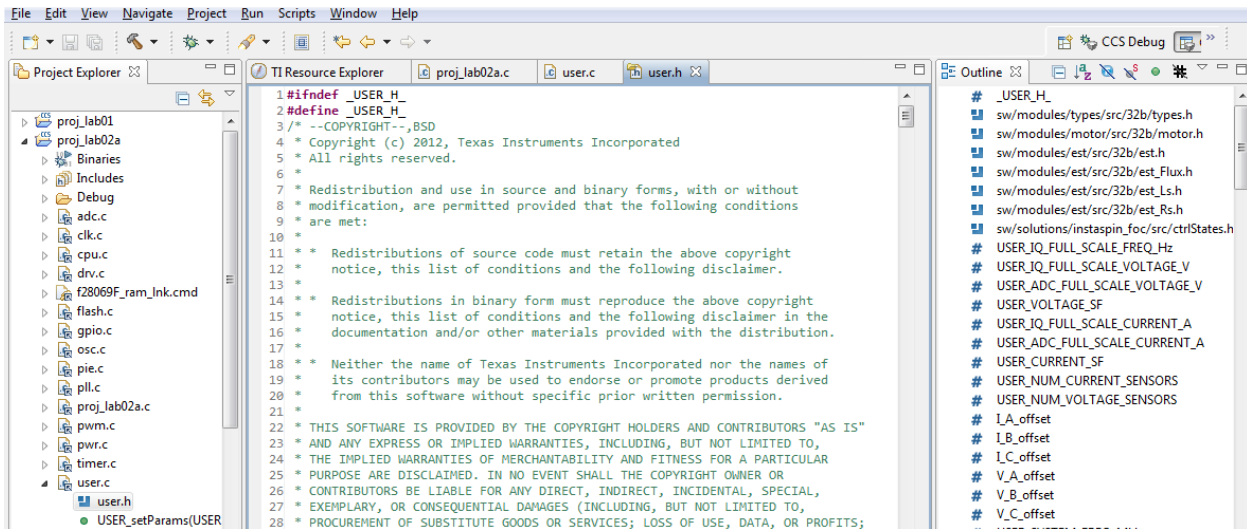 File Edit View Navigate Project Run Scripts Window Help
CCS Debug
Project Explorer
proj_lab01
proj_lab02a
Binaries
Includes
Debug
adc.c
clk.c
cpu.c
drv.c
f28069F_ram_lnk.cmd
flash.c
gpio.c
osc.c
pie.c
pll.c
proj_lab02a.c
pwm.c
pwr.c
timer.c
user.c
user.h
USER_setParams(USER
TI Resource Explorer proj_lab02a.c user.c user.h
1 #ifndef _USER_H_
2 #define _USER_H_
3 /* --COPYRIGHT--,BSD
4 * Copyright (c) 2012, Texas Instruments Incorporated
5 * All rights reserved.
6 *
7 * Redistribution and use in source and binary forms, with or without
8 * modification, are permitted provided that the following conditions
9 * are met:
10 *
11 * * Redistributions of source code must retain the above copyright
12 * notice, this list of conditions and the following disclaimer.
13 *
14 * * Redistributions in binary form must reproduce the above copyright
15 * notice, this list of conditions and the following disclaimer in the
16 * documentation and/or other materials provided with the distribution.
17 *
18 * * Neither the name of Texas Instruments Incorporated nor the names of
19 * its contributors may be used to endorse or promote products derived
20 * from this software without specific prior written permission.
21 *
22 * THIS SOFTWARE IS PROVIDED BY THE COPYRIGHT HOLDERS AND CONTRIBUTORS "AS IS"
23 * AND ANY EXPRESS OR IMPLIED WARRANTIES, INCLUDING, BUT NOT LIMITED TO,
24 * THE IMPLIED WARRANTIES OF MERCHANTABILITY AND FITNESS FOR A PARTICULAR
25 * PURPOSE ARE DISCLAIMED. IN NO EVENT SHALL THE COPYRIGHT OWNER OR
26 * CONTRIBUTORS BE LIABLE FOR ANY DIRECT, INDIRECT, INCIDENTAL, SPECIAL,
27 * EXEMPLARY, OR CONSEQUENTIAL DAMAGES (INCLUDING, BUT NOT LIMITED TO,
28 * PROCUREMENT OF SUBSTITUTE GOODS OR SERVICES; LOSS OF USE, DATA, OR PROFITS;
Outline
# _USER_H_
sw/modules/types/src/32b/types.h
sw/modules/motor/src/32b/motor.h
sw/modules/est/src/32b/est.h
sw/modules/est/src/32b/est_Flux.h
sw/modules/est/src/32b/est_Ls.h
sw/modules/est/src/32b/est_Rs.h
sw/solutions/instaspin_foc/src/ctrlStates.h
# USER_IQ_FULL_SCALE_FREQ_Hz
# USER_IQ_FULL_SCALE_VOLTAGE_V
# USER_ADC_FULL_SCALE_VOLTAGE_V
# USER_VOLTAGE_SF
# USER_IQ_FULL_SCALE_CURRENT_A
# USER_ADC_FULL_SCALE_CURRENT_A
# USER_CURRENT_SF
# USER_NUM_CURRENT_SENSORS
# USER_NUM_VOLTAGE_SENSORS
# I_A_offset
# I_B_offset
# I_C_offset
# V_A_offset
# V_B_offset
# V_C_offset